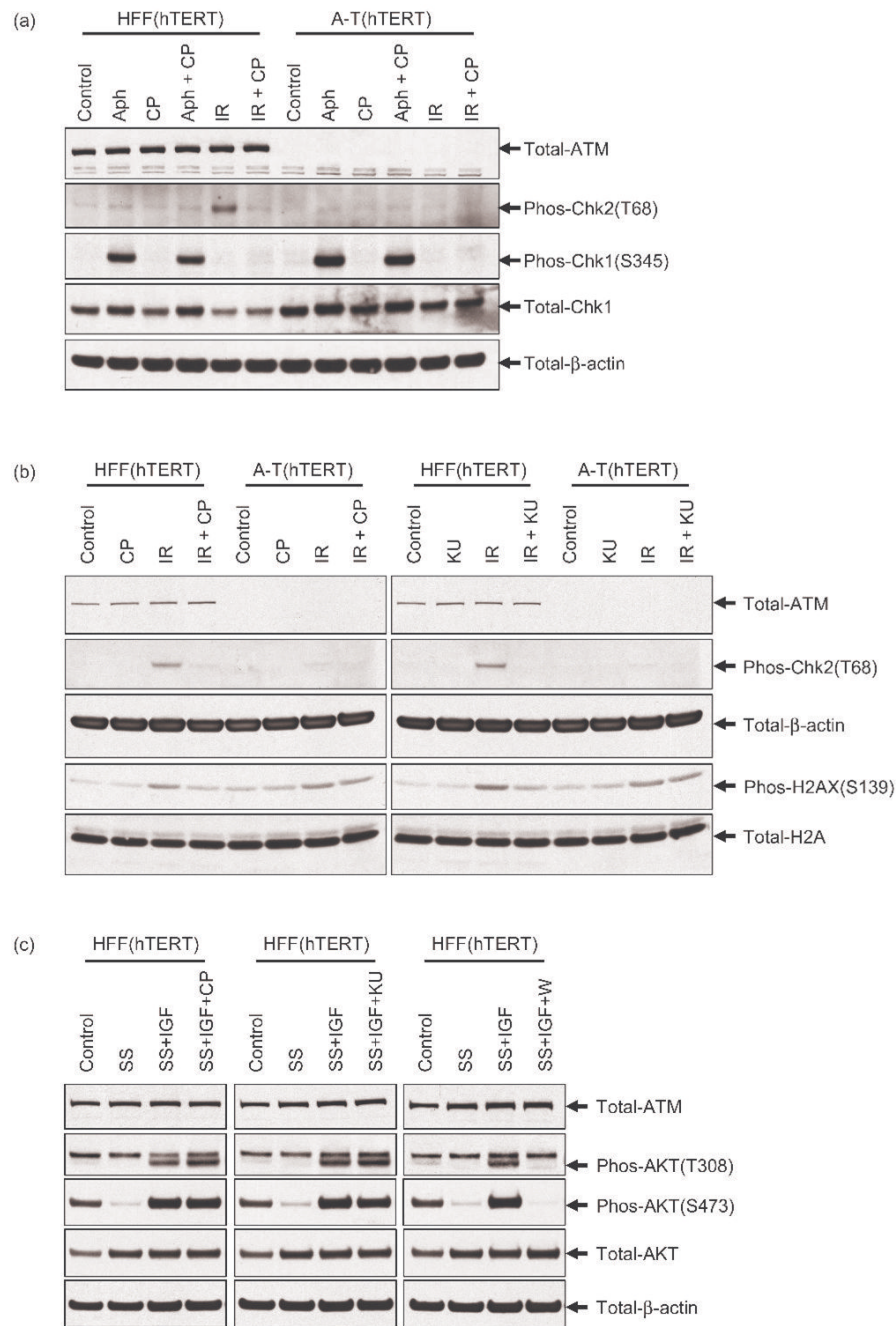 (a)
HFF(hTERT) A-T(hTERT)
Control Aph CP Aph + CP IR IR + CP Control Aph CP Aph + CP IR IR + CP
Total-ATM
Phos-Chk2(T68)
Phos-Chk1(S345)
Total-Chk1
Total-β-actin
(b)
HFF(hTERT) A-T(hTERT) HFF(hTERT) A-T(hTERT)
Control CP IR IR + CP Control CP IR IR + CP Control KU IR IR + KU Control KU IR IR + KU
Total-ATM
Phos-Chk2(T68)
Total-β-actin
Phos-H2AX(S139)
Total-H2A
(c)
HFF(hTERT) HFF(hTERT) HFF(hTERT)
Control SS SS+IGF SS+IGF+CP Control SS SS+IGF SS+IGF+KU Control SS SS+IGF SS+IGF+W
Total-ATM
Phos-AKT(T308)
Phos-AKT(S473)
Total-AKT
Total-β-actin